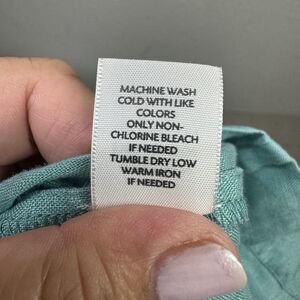 MACHINE WASH
COLD WITH LIKE
COLORS
ONLY NON-
CHLORINE BLEACH
IF NEEDED
TUMBLE DRY LOW
WARM IRON
IF NEEDED